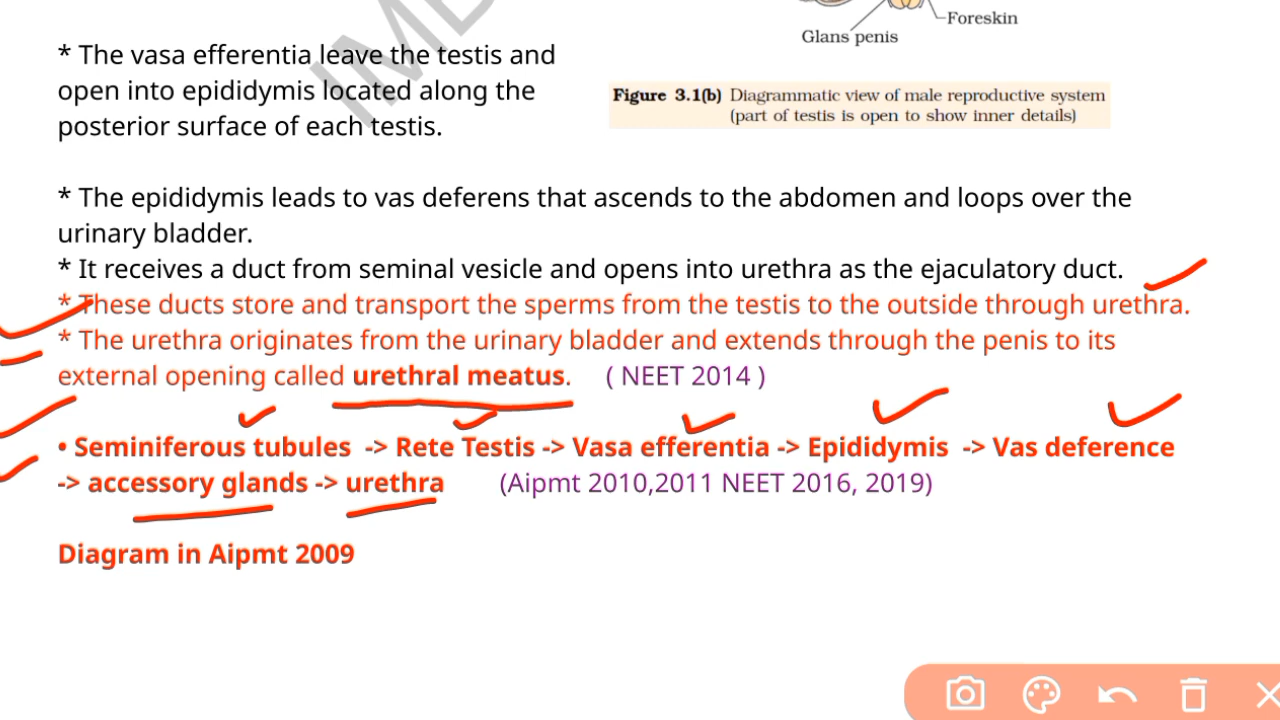 Foreskin
Glans penis
* The vasa efferentia leave the testis and
open into epididymis located along the
posterior surface of each testis.
Figure 3.1(b) Diagrammatic view of male reproductive system
(part of testis is open to show inner details)
* The epididymis leads to vas deferens that ascends to the abdomen and loops over the
urinary bladder.
* It receives a duct from seminal vesicle and opens into urethra as the ejaculatory duct.
* These ducts store and transport the sperms from the testis to the outside through urethra.
* The urethra originates from the urinary bladder and extends through the penis to its
external opening called urethral meatus. ( NEET 2014 )
• Seminiferous tubules -> Rete Testis -> Vasa efferentia -> Epididymis -> Vas deference
-> accessory glands -> urethra (Aipmt 2010,2011 NEET 2016, 2019)
Diagram in Aipmt 2009